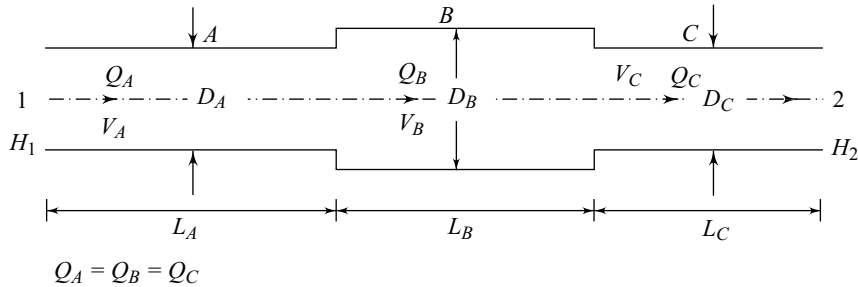 A B C
Q_A Q_B V_C Q_C
1 D_A D_B D_C 2
V_A V_B
H_1 H_2
L_A L_B L_C
Q_A = Q_B = Q_C